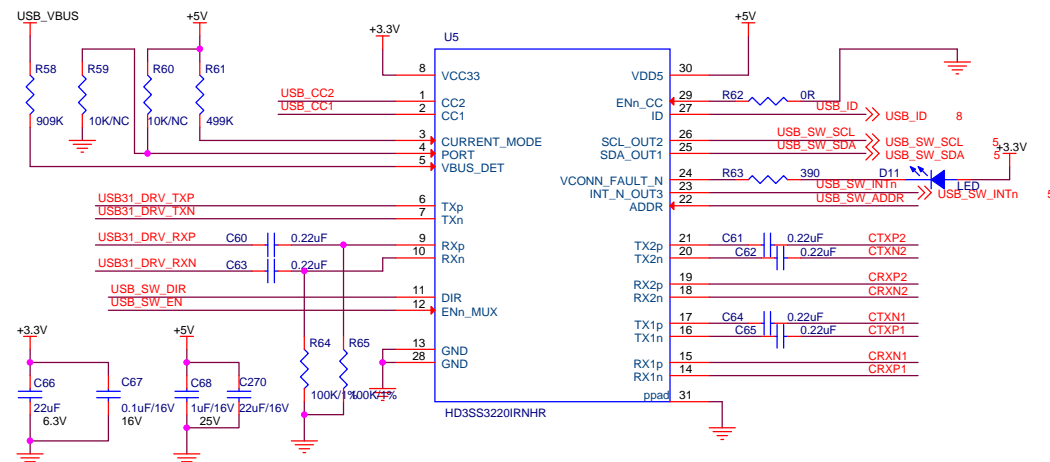 USB_VBUS
+5V
+3.3V
U5
+5V
R58
R59
R60
R61
909K
10K/NC
10K/NC
499K
USB_CC2
USB_CC1
8
1
2
3
4
5
VCC33
CC2
CC1
CURRENT_MODE
PORT
VBUS_DET
VDD5
ENn_CC
ID
30
29
27
R62
0R
USB_ID
USB_ID
8
SCL_OUT2
SDA_OUT1
26
25
USB_SW_SCL
USB_SW_SDA
USB_SW_SCL
5
USB_SW_SDA
5
+3.3V
VCONN_FAULT_N
INT_N_OUT3
ADDR
24
23
22
R63
390
D11
LED
USB_SW_INTn
USB_SW_INTn
5
USB_SW_ADDR
USB31_DRV_TXP
USB31_DRV_TXN
6
7
TXp
TXn
USB31_DRV_RXP
USB31_DRV_RXN
C60
0.22uF
C63
0.22uF
9
10
RXp
RXn
TX2p
TX2n
21
20
C61
0.22uF
C62
0.22uF
CTXP2
CTXN2
RX2p
RX2n
19
18
CRXP2
CRXN2
USB_SW_DIR
USB_SW_EN
11
12
DIR
ENn_MUX
TX1p
TX1n
17
16
C64
0.22uF
C65
0.22uF
CTXN1
CTXP1
13
28
GND
GND
RX1p
RX1n
15
14
CRXN1
CRXP1
ppad
31
HD3SS3220IRNHR
R64
R65
100K/1%
100K/1%
+3.3V
+5V
C66
22uF
6.3V
C67
0.1uF/16V
16V
C68
1uF/16V
25V
C270
22uF/16V